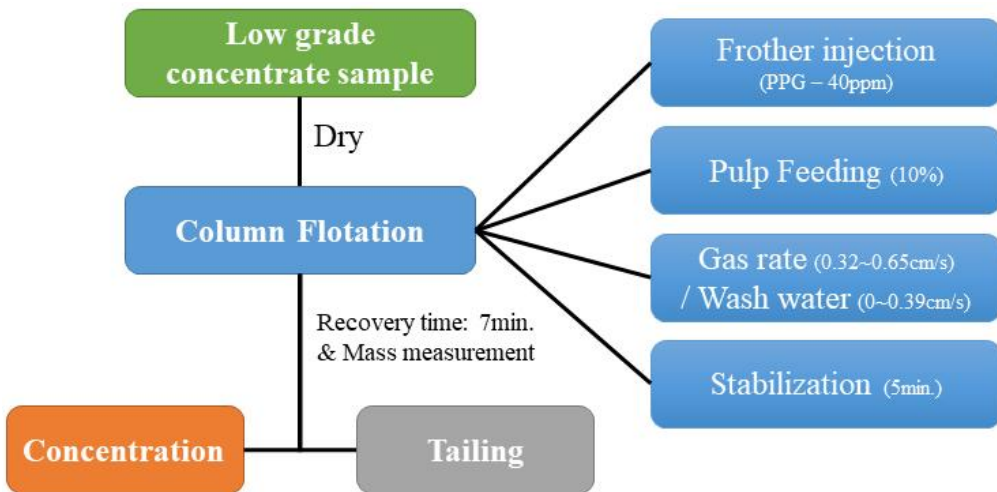 Low grade
concentrate sample
Dry
Column Flotation
Recovery time: 7min.
& Mass measurement
Concentration
Tailing
Frother injection
(PPG – 40ppm)
Pulp Feeding (10%)
Gas rate (0.32~0.65cm/s)
/ Wash water (0~0.39cm/s)
Stabilization (5min.)